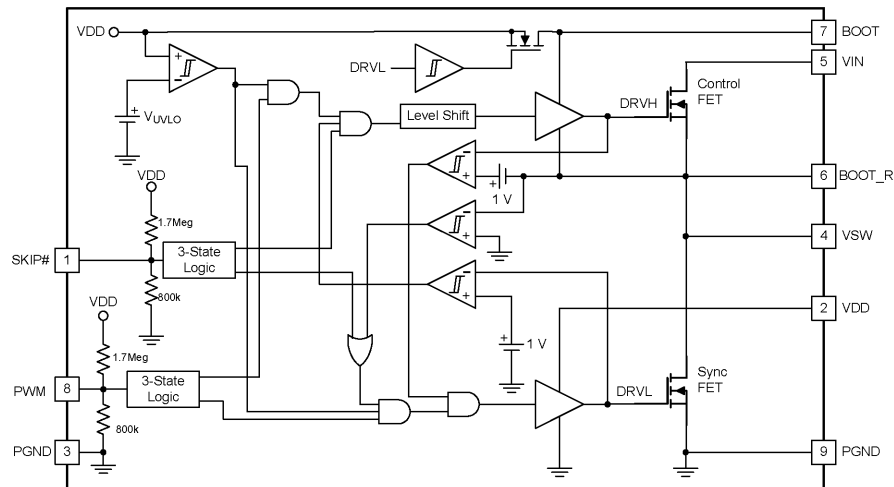 VDD
7
BOOT
5
VIN
DRVL
Control
FET
DRVH
VUVLO
Level Shift
VDD
1 V
6
BOOT_R
1.7Meg
3-State
Logic
4
VSW
SKIP#
1
800k
VDD
2
VDD
1.7Meg
1 V
Sync
FET
PWM
8
3-State
Logic
DRVL
800k
PGND
3
9
PGND